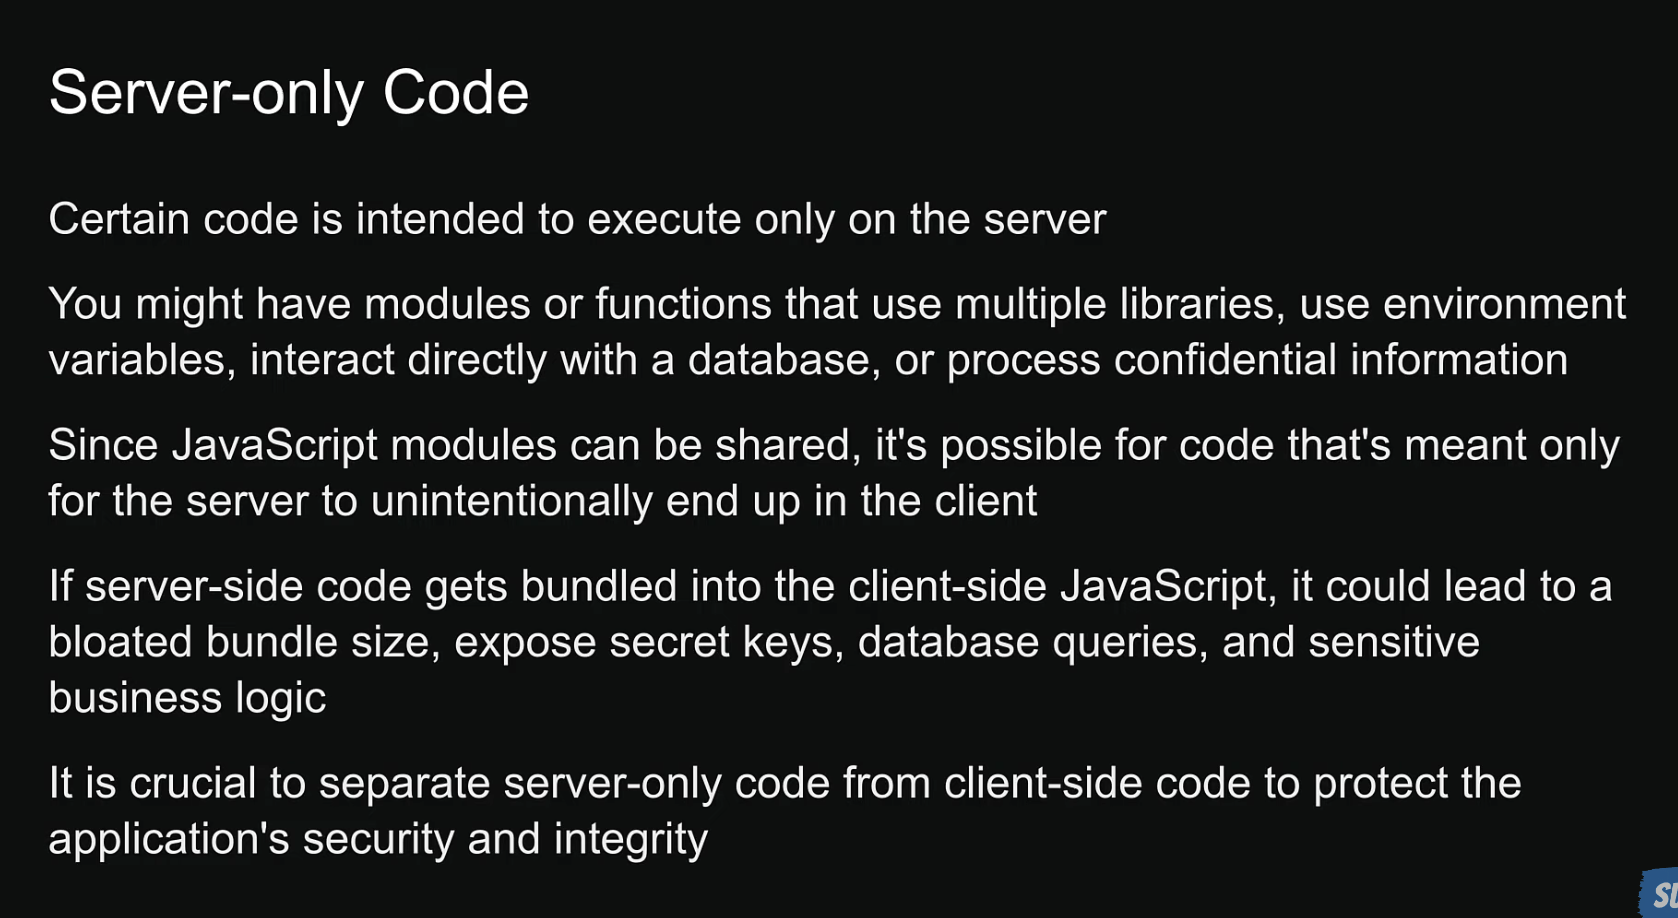 Server-only Code
Certain code is intended to execute only on the server
You might have modules or functions that use multiple libraries, use environment
variables, interact directly with a database, or process confidential information
Since JavaScript modules can be shared, it's possible for code that's meant only
for the server to unintentionally end up in the client
If server-side code gets bundled into the client-side JavaScript, it could lead to a
bloated bundle size, expose secret keys, database queries, and sensitive
business logic
It is crucial to separate server-only code from client-side code to protect the
application's security and integrity